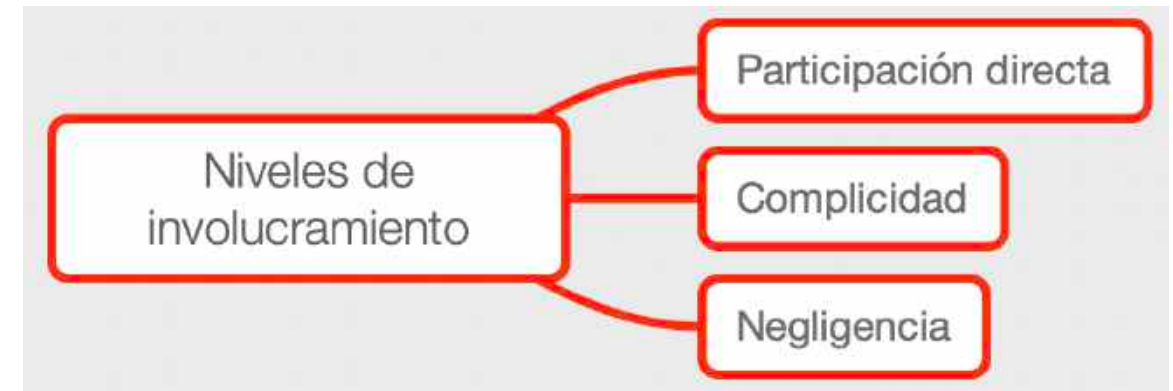 Niveles de
involucramiento
Participación directa
Complicidad
Negligencia